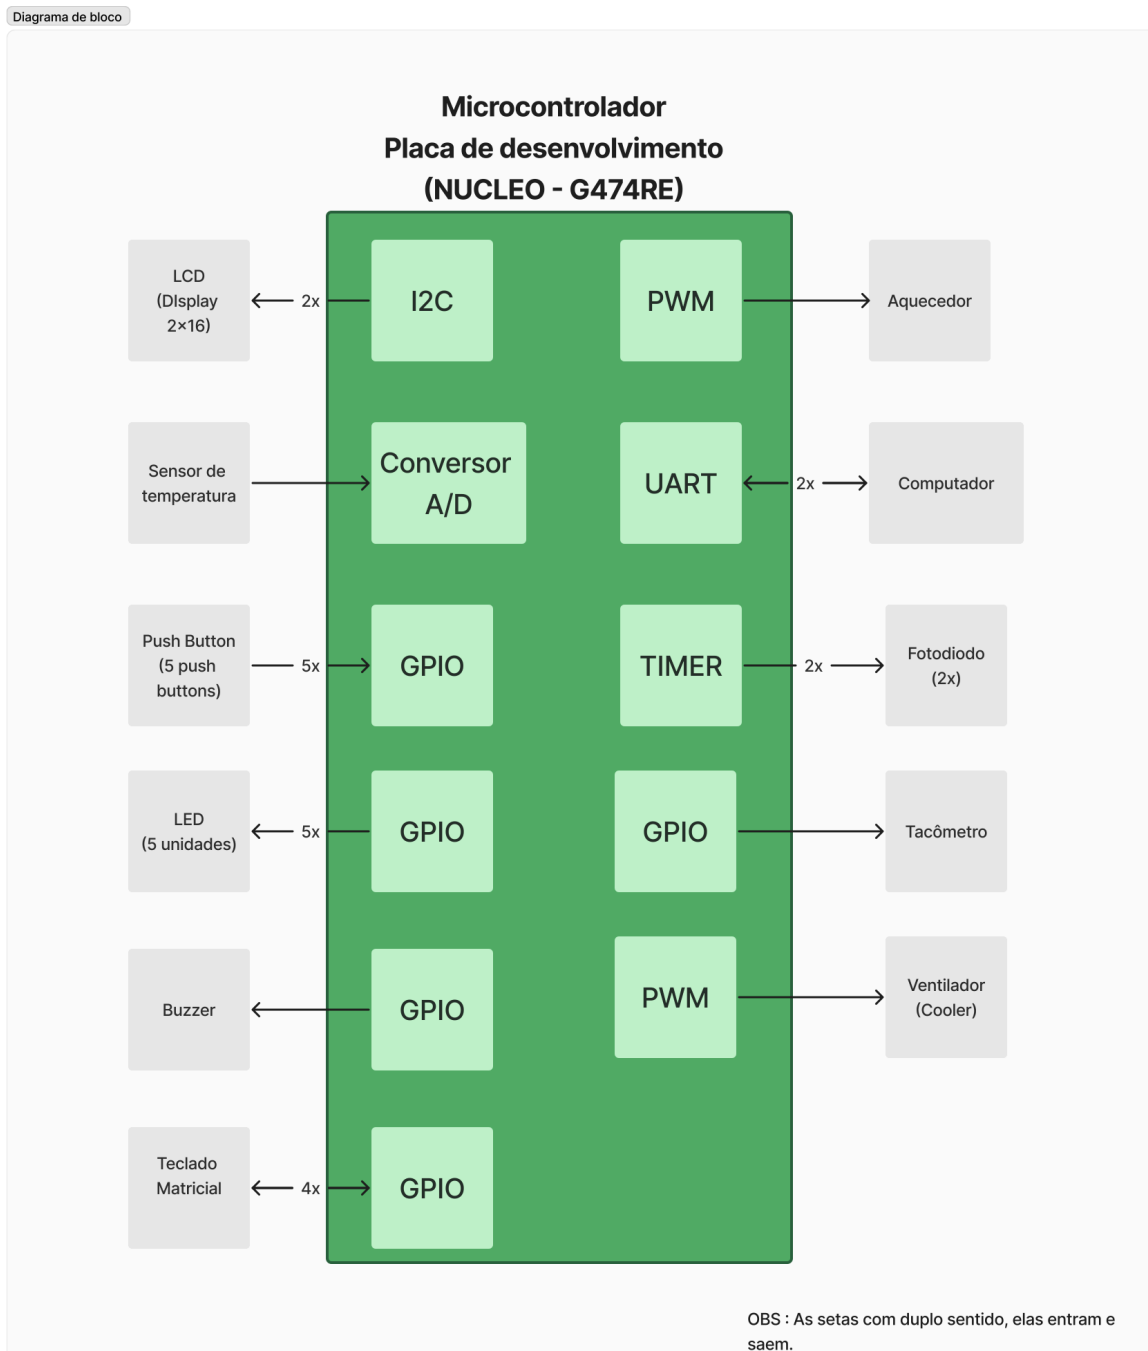 Diagrama de bloco
Microcontrolador
Placa de desenvolvimento
(NUCLEO - G474RE)
LCD
(DIsplay
2x16)
2x
I2C
PWM
Aquecedor
Sensor de
temperatura
Conversor
A/D
UART
2x
Computador
Push Button
(5 push
buttons)
5x
GPIO
TIMER
2x
Fotodiodo
(2x)
LED
(5 unidades)
5x
GPIO
GPIO
Tacômetro
Buzzer
GPIO
PWM
Ventilador
(Cooler)
Teclado
Matricial
4x
GPIO
OBS : As setas com duplo sentido, elas entram e
saem.